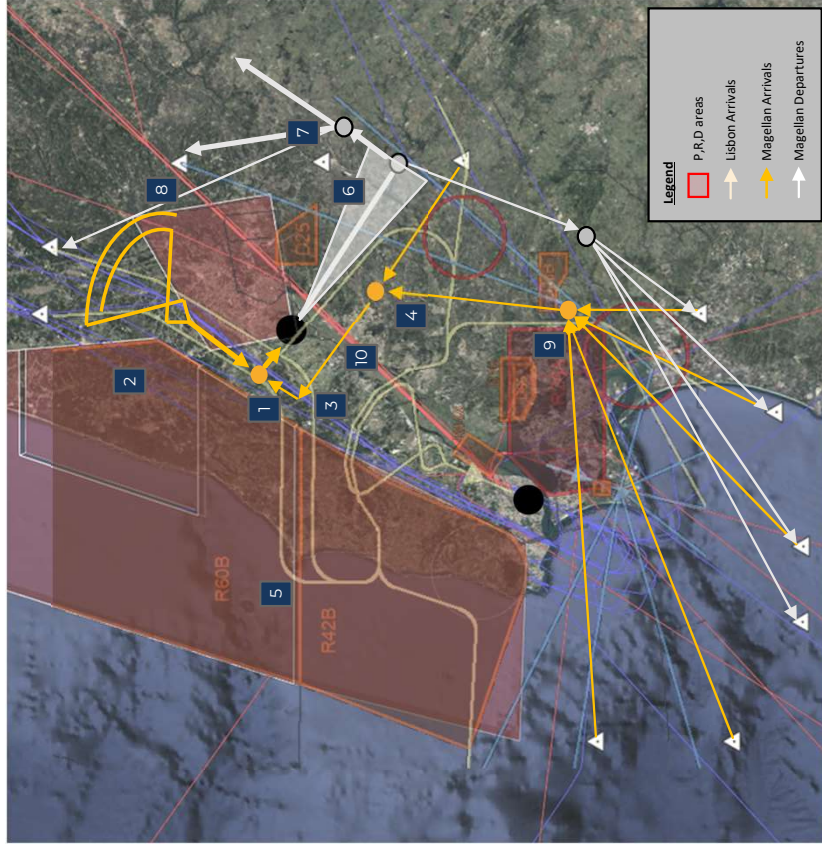 8
7
6
2
1
3
10
4
9
5
R60B
R42B
Legend
P,R,D areas
Lisbon Arrivals
Magellan Arrivals
Magellan Departures